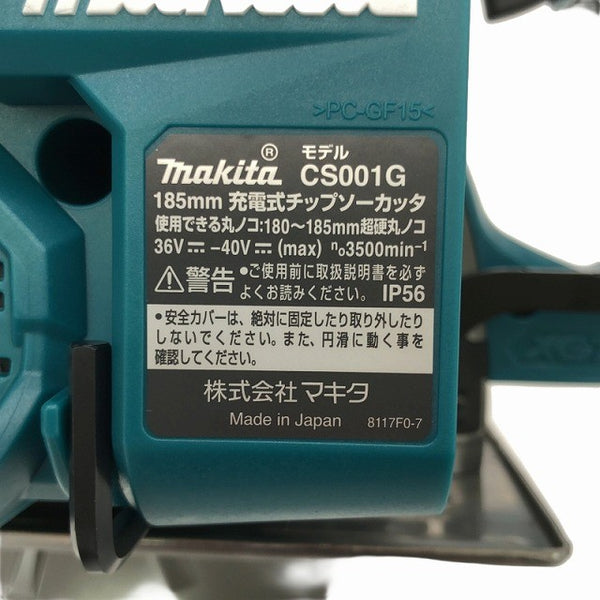 >PC-GF15<
モデル
makita® CS001G
185mm 充電式チップソーカッタ
使用できる丸ノコ:180〜185mm超硬丸ノコ
36V⎓ -40V⎓ (max) n₀3500min⁻¹
⚠警告 •ご使用前に取扱説明書を必ず
よくお読みください。 IP56
•安全カバーは、絶対に固定したり取り外したり
しないでください。また、円滑に動く事を
確認してください。
株式会社マキタ
Made in Japan 8117F0-7